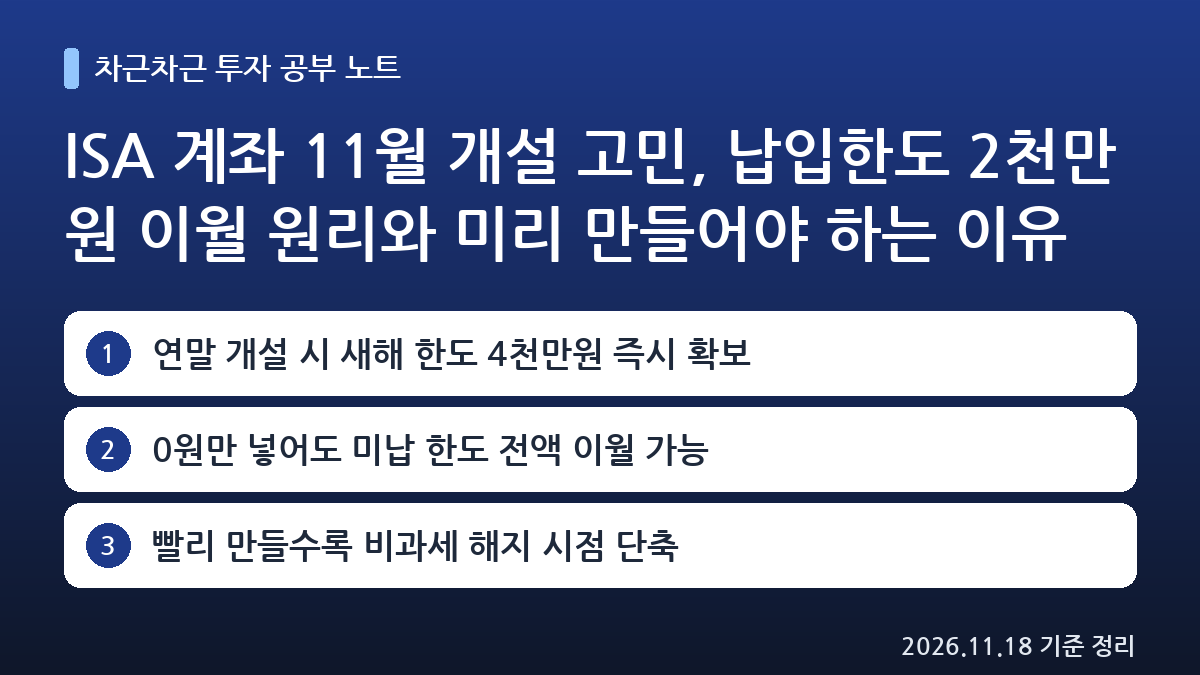 차근차근 투자 공부 노트
ISA 계좌 11월 개설 고민, 납입한도 2천만
원 이월 원리와 미리 만들어야 하는 이유
1 연말 개설 시 새해 한도 4천만원 즉시 확보
2 0원만 넣어도 미납 한도 전액 이월 가능
3 빨리 만들수록 비과세 해지 시점 단축
2026.11.18 기준 정리